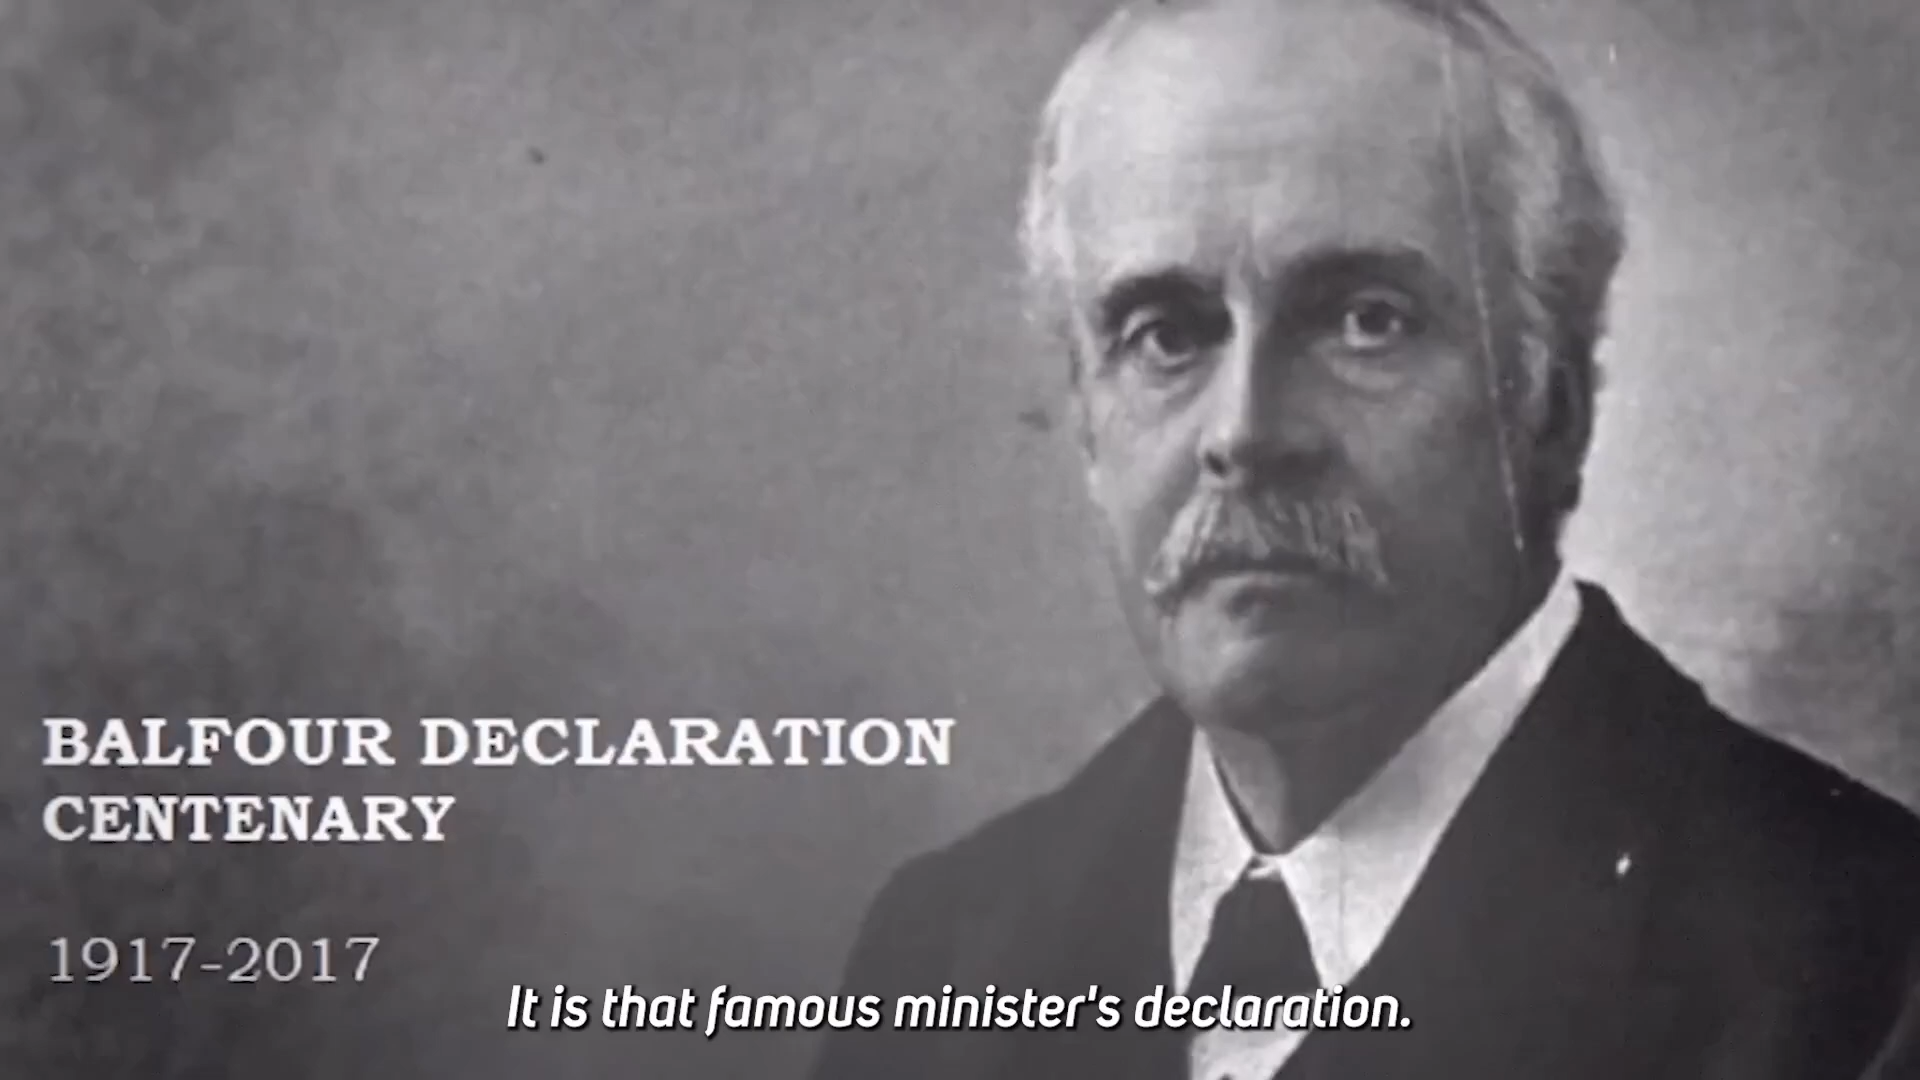 BALFOUR DECLARATION
CENTENARY
1917-2017
It is that famous minister's declaration.